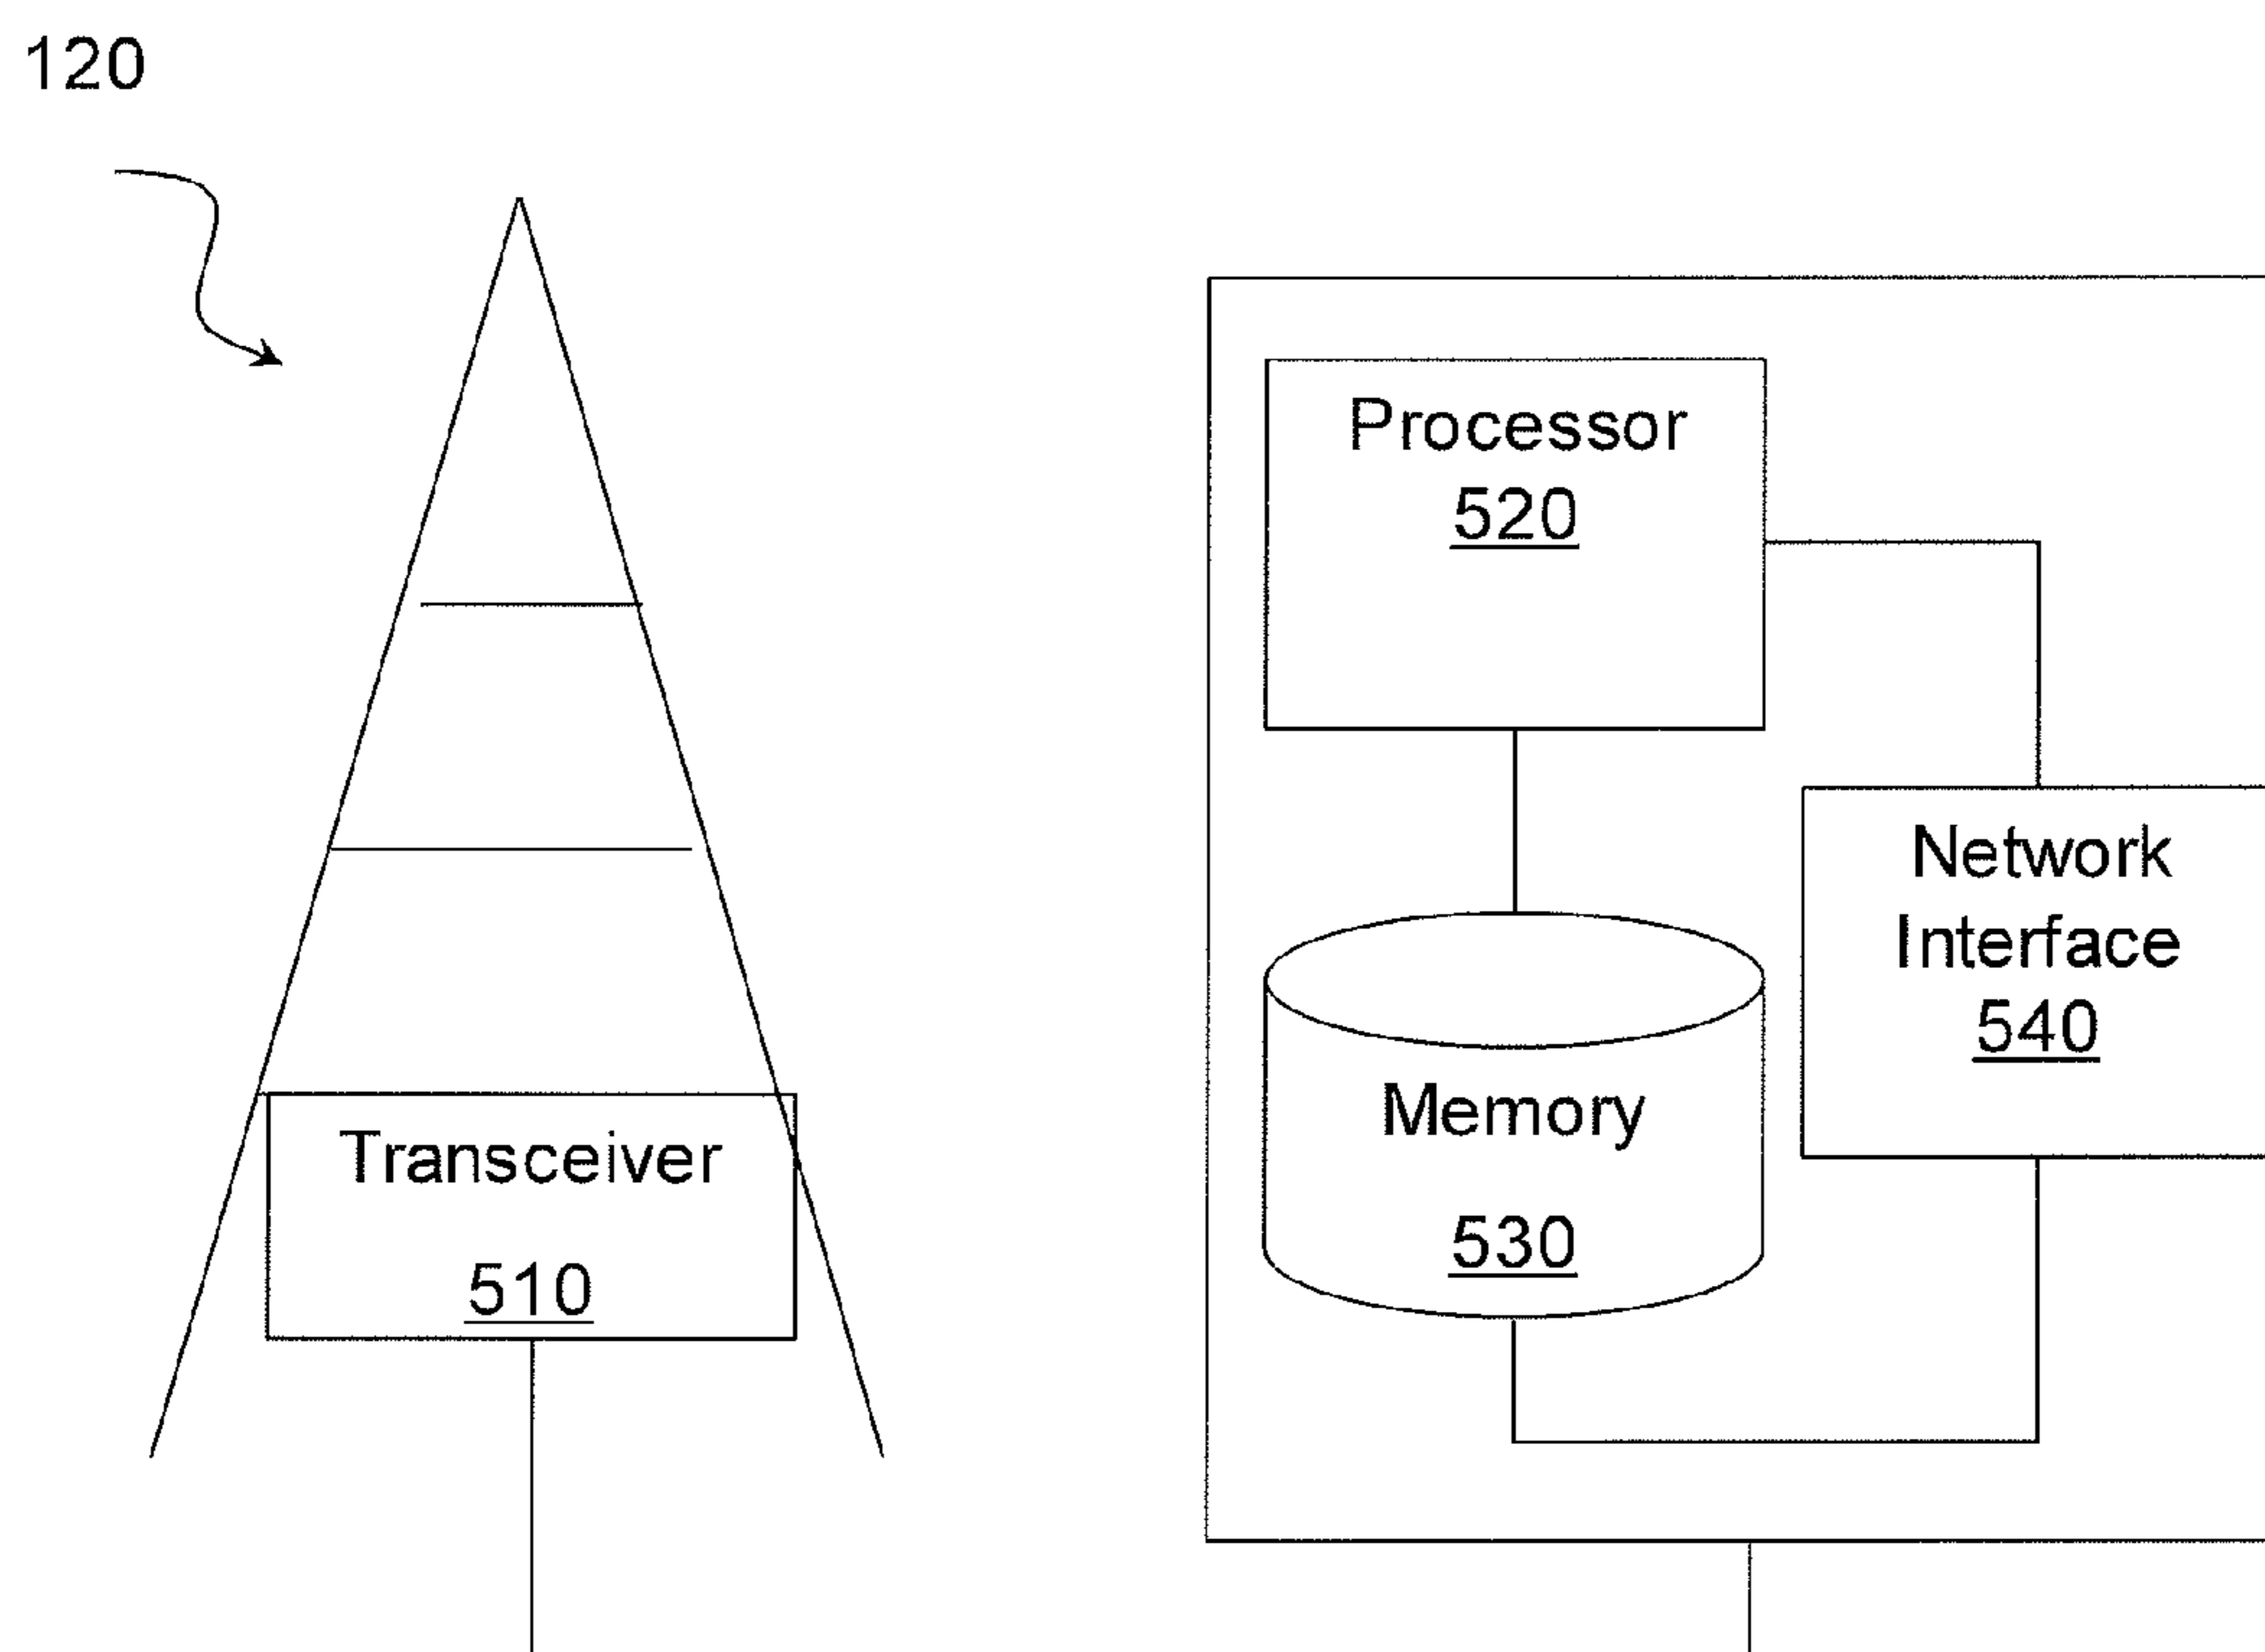 120
Processor
520
Network
Interface
540
Memory
530
Transceiver
510